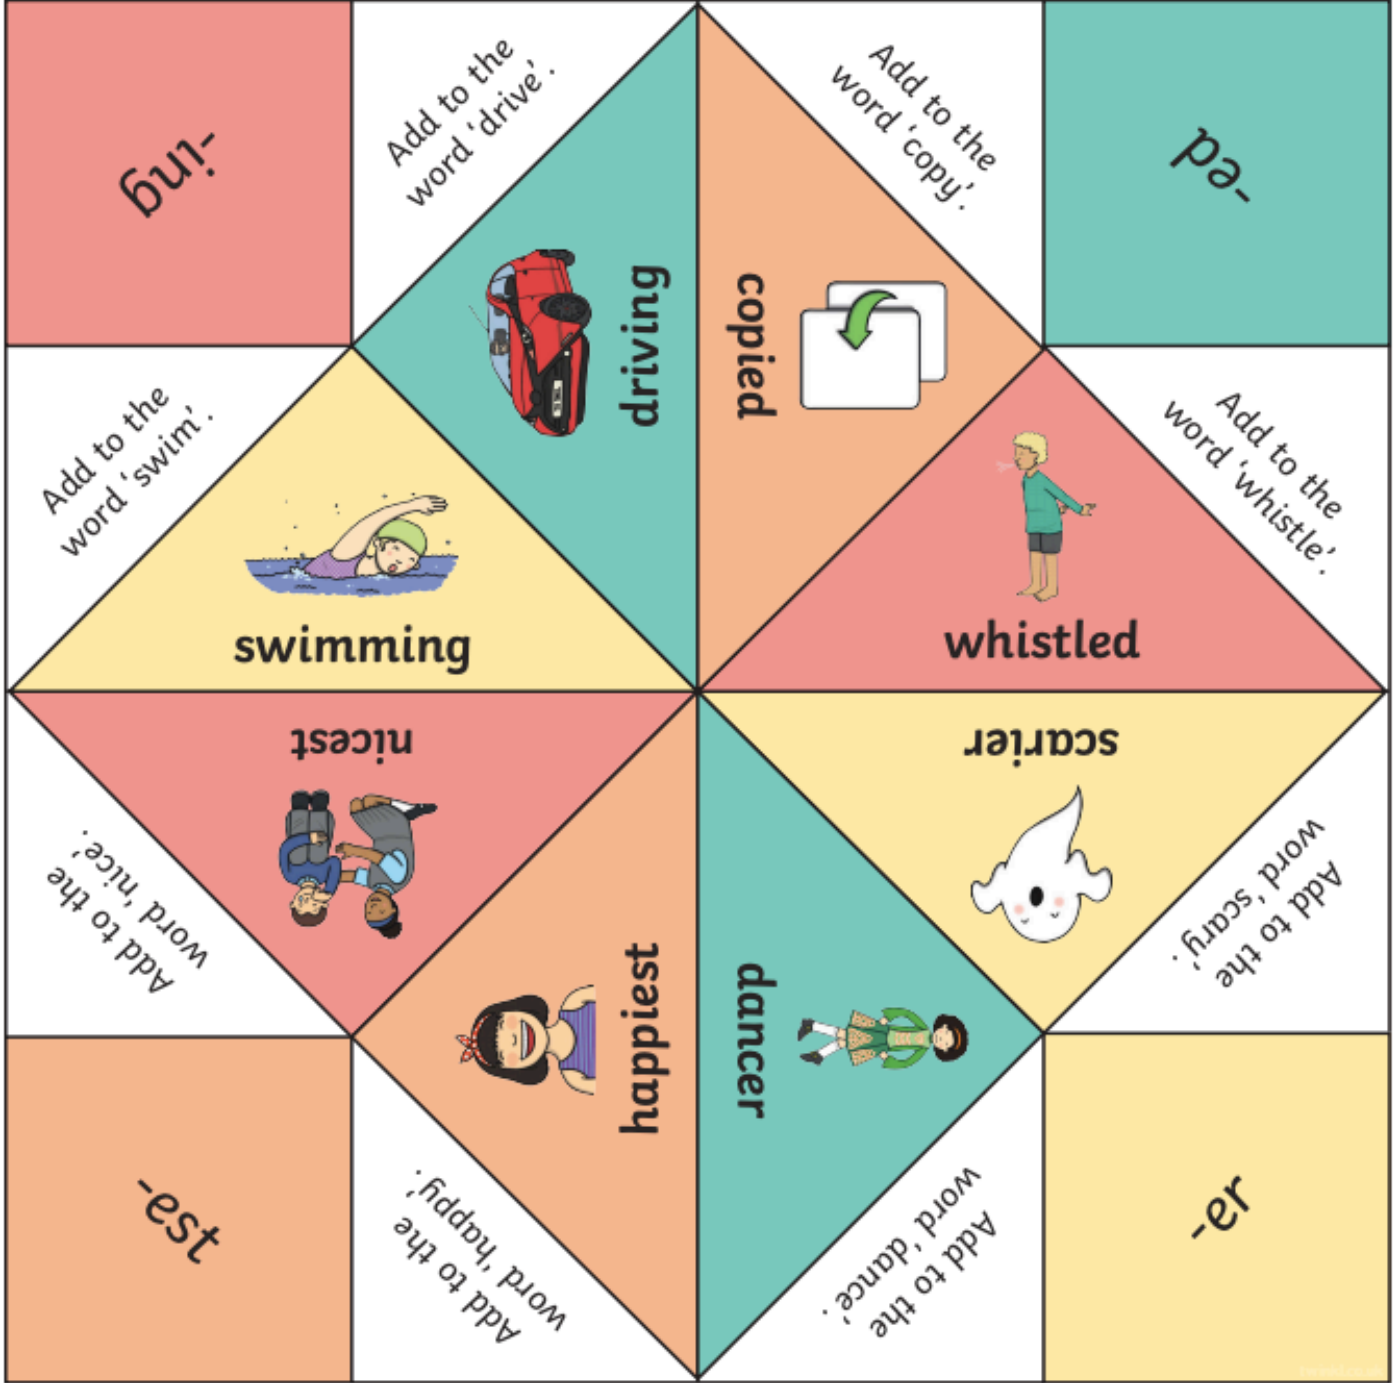 -ing
Add to the
word ‘drive’.
Add to the
word ‘copy’.
-ed
driving
copied
Add to the
word ‘swim’.
Add to the
word ‘whistle’.
swimming
whistled
nicest
scarier
Add to the
word ‘nice’.
Add to the
word ‘scary’.
happiest
dancer
-est
Add to the
word ‘happy’.
Add to the
word ‘dance’.
-er